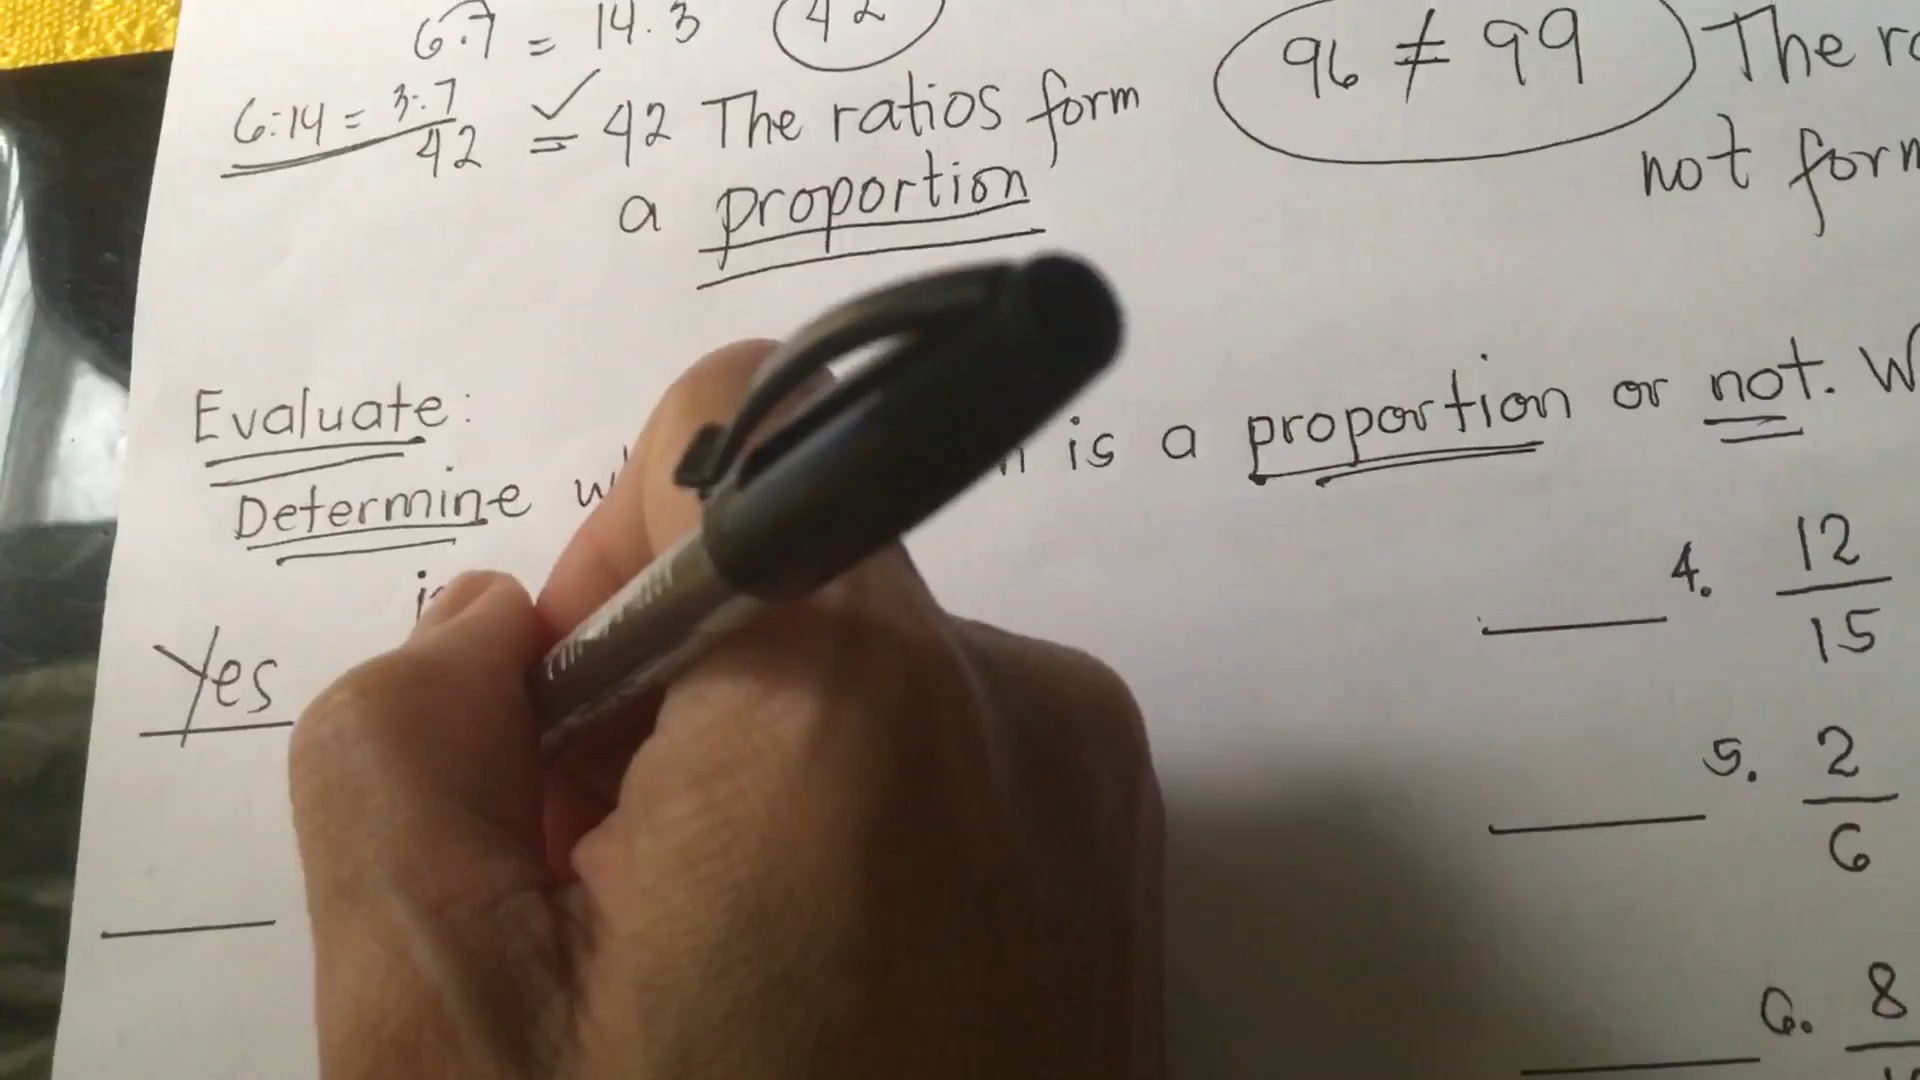 6:7 = 14.3 42
6:14 = 3:7
42 = 42 The ratios form
a proportion
96 ≠ 99 The
not
Evaluate:
Determine is a proportion or not.
Yes
4. 12
15
5. 2
6
6. 8